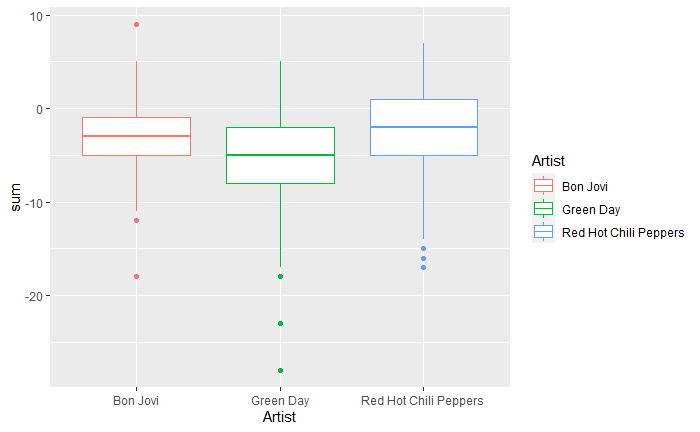 10
0
-10
-20
sum
Bon Jovi
Green Day
Red Hot Chili Peppers
Artist
Artist
Bon Jovi
Green Day
Red Hot Chili Peppers